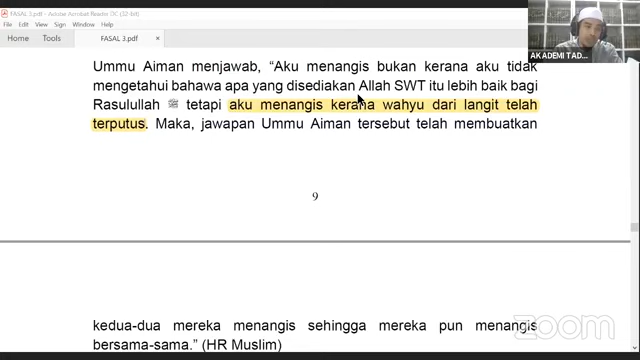 FASAL 3.pdf - Adobe Acrobat Reader DC (32-bit)
File Edit View Sign Window Help
Home Tools FASAL 3.pdf ×
AKADEMI TAD...
Ummu Aiman menjawab, “Aku menangis bukan kerana aku tidak
mengetahui bahawa apa yang disediakan Allah SWT itu lebih baik bagi
Rasulullah ﷺ tetapi aku menangis kerana wahyu dari langit telah
terputus. Maka, jawapan Ummu Aiman tersebut telah membuatkan
9
kedua-dua mereka menangis sehingga mereka pun menangis
bersama-sama.” (HR Muslim)
zoom